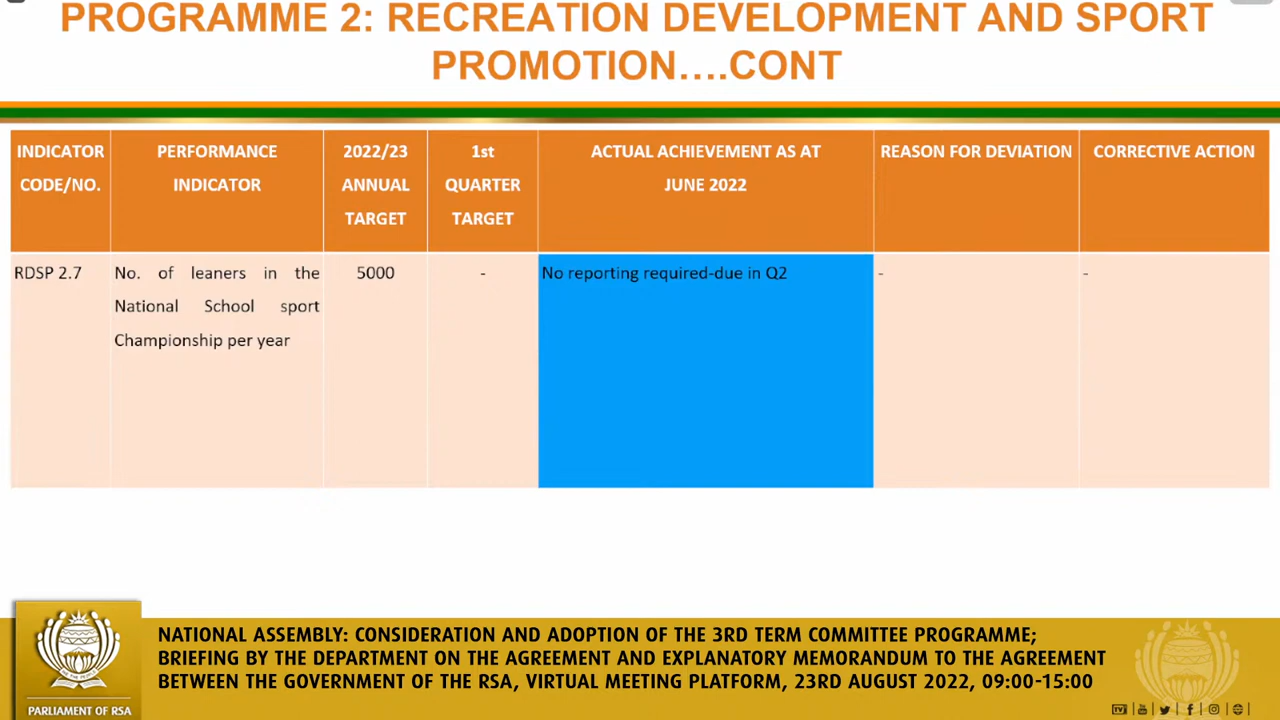 PROGRAMME 2: RECREATION DEVELOPMENT AND SPORT
PROMOTION....CONT
INDICATOR
CODE/NO.
PERFORMANCE
INDICATOR
2022/23
ANNUAL
TARGET
1st
QUARTER
TARGET
ACTUAL ACHIEVEMENT AS AT
JUNE 2022
REASON FOR DEVIATION
CORRECTIVE ACTION
RDSP 2.7
No. of leaners in the
National School sport
Championship per year
5000
-
No reporting required-due in Q2
-
-
NATIONAL ASSEMBLY: CONSIDERATION AND ADOPTION OF THE 3RD TERM COMMITTEE PROGRAMME;
BRIEFING BY THE DEPARTMENT ON THE AGREEMENT AND EXPLANATORY MEMORANDUM TO THE AGREEMENT
BETWEEN THE GOVERNMENT OF THE RSA, VIRTUAL MEETING PLATFORM, 23RD AUGUST 2022, 09:00-15:00
PARLIAMENT OF RSA